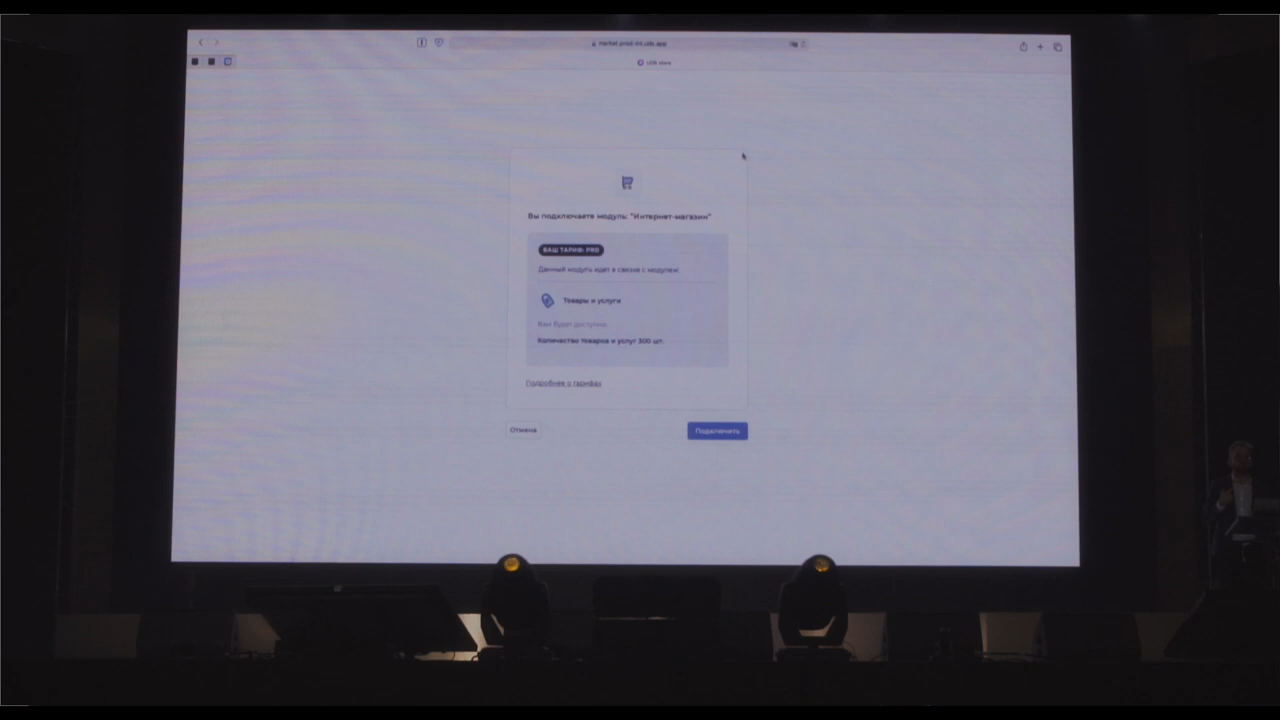 Вы подключаете модуль: "Интернет-магазин"
ВАШ ТАРИФ: PRO
Данный модуль идет в связке с модулем:
Товары и услуги
Вам будет доступно:
Количество товаров и услуг 300 шт.
Подробнее о тарифах
Отмена
Подключить